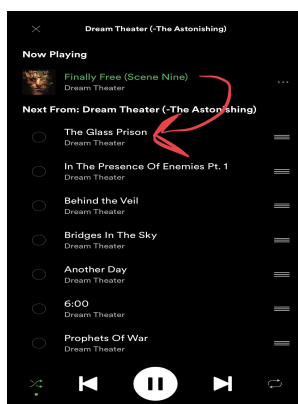 Dream Theater (-The Astonishing)
Now Playing
Finally Free (Scene Nine)
Dream Theater
Next From: Dream Theater (-The Astonishing)
The Glass Prison
Dream Theater
In The Presence Of Enemies Pt. 1
Dream Theater
Behind the Veil
Dream Theater
Bridges In The Sky
Dream Theater
Another Day
Dream Theater
6:00
Dream Theater
Prophets Of War
Dream Theater